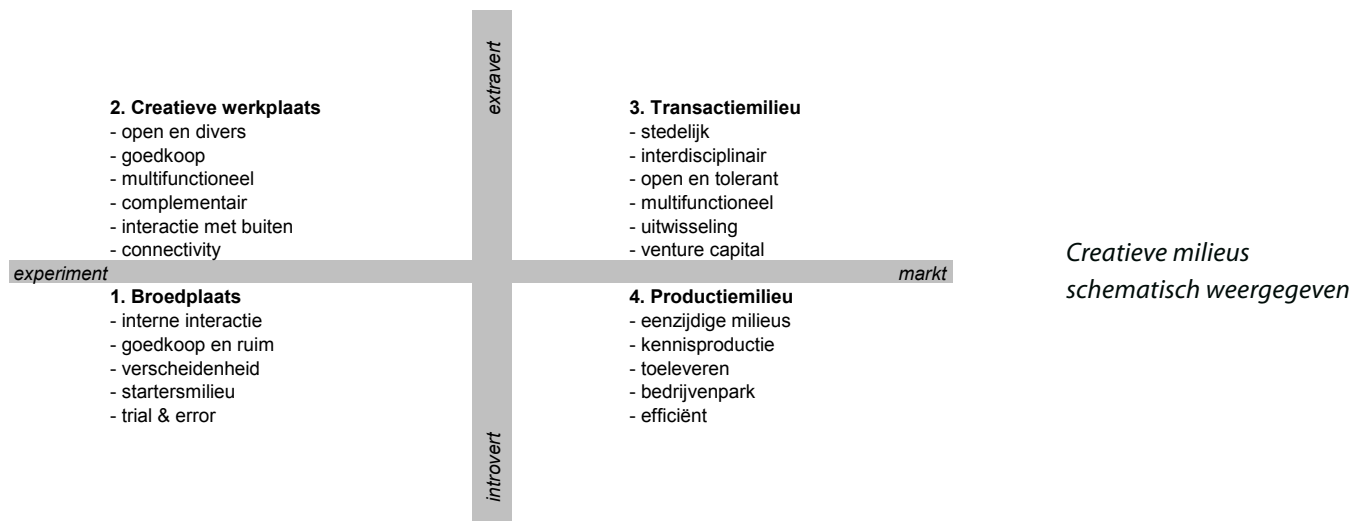 extravert
2. Creatieve werkplaats
- open en divers
- goedkoop
- multifunctioneel
- complementair
- interactie met buiten
- connectivity
3. Transactiemilieu
- stedelijk
- interdisciplinair
- open en tolerant
- multifunctioneel
- uitwisseling
- venture capital
experiment
markt
1. Broedplaats
- interne interactie
- goedkoop en ruim
- verscheidenheid
- startersmilieu
- trial & error
4. Productiemilieu
- eenzijdige milieus
- kennisproductie
- toeleveren
- bedrijvenpark
- efficiënt
introvert
Creatieve milieus
schematisch weergegeven